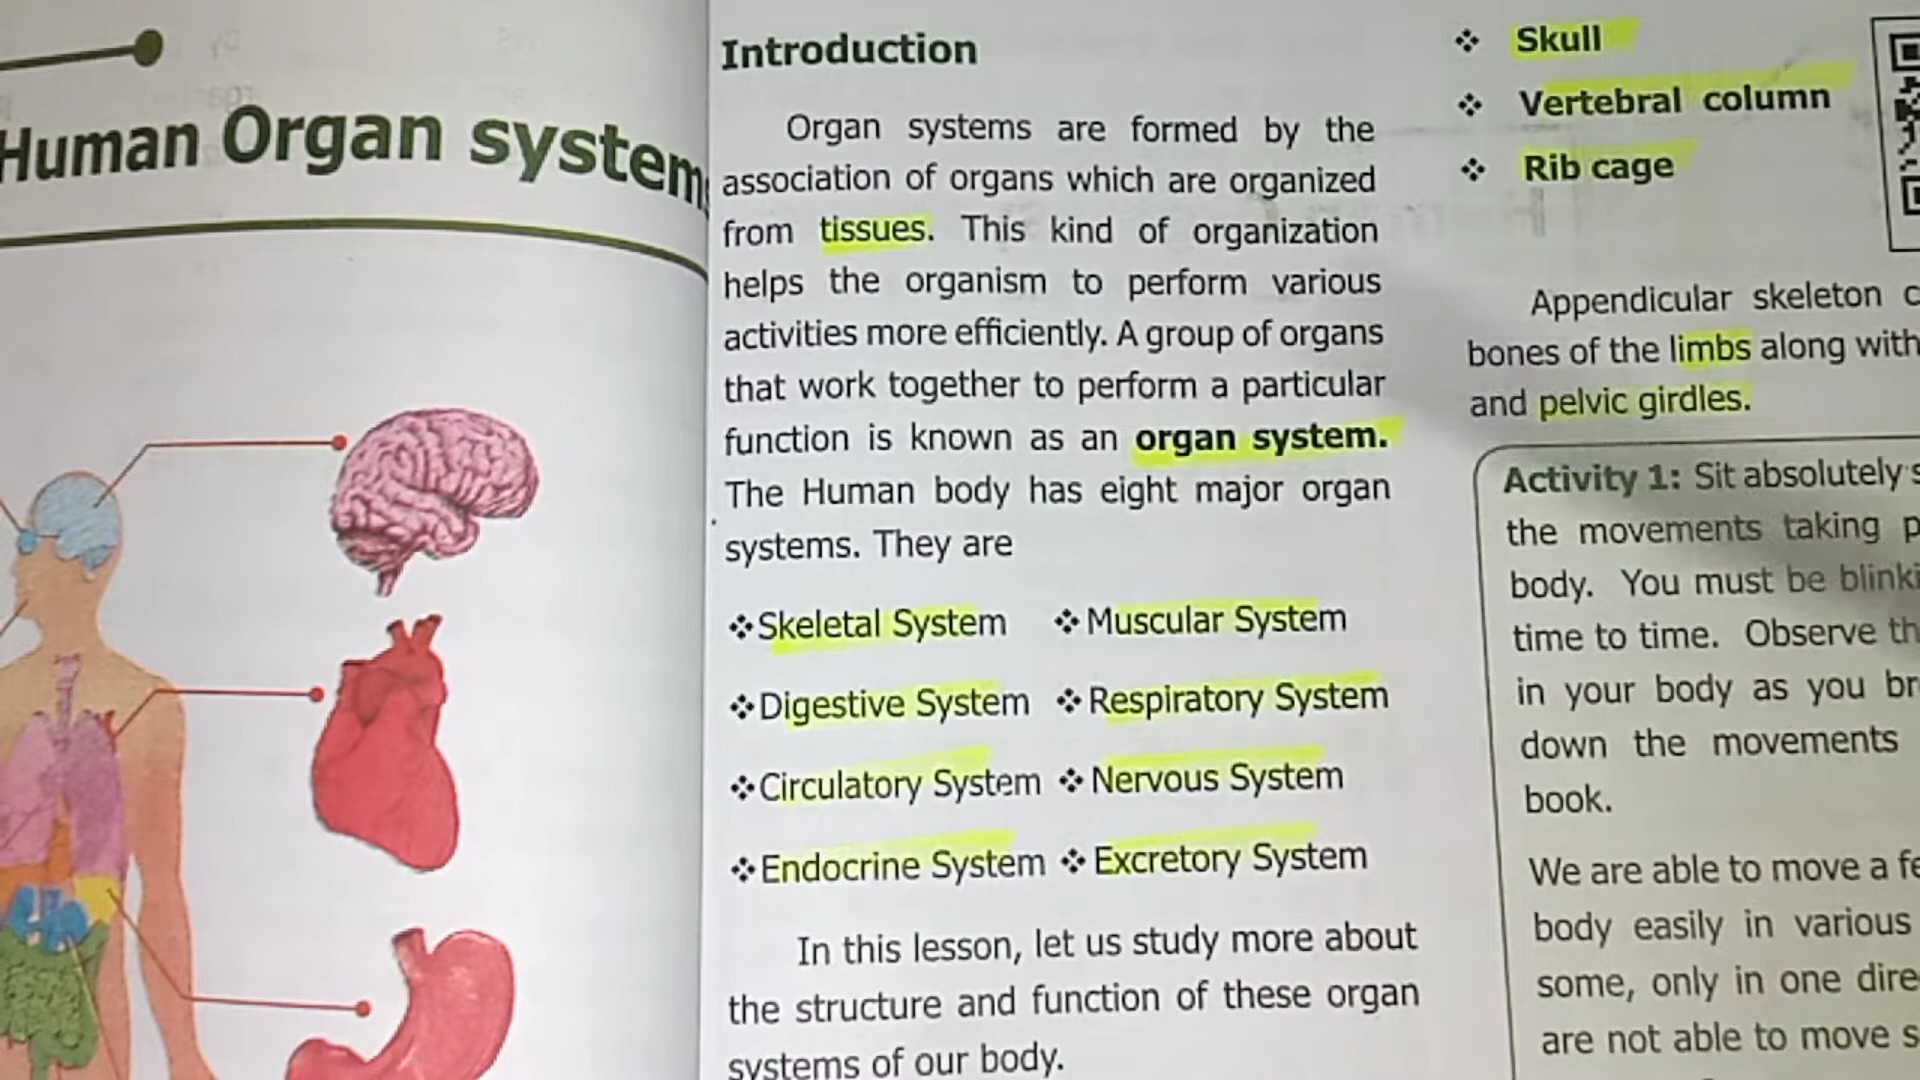 Human Organ system
Introduction
Organ systems are formed by the
association of organs which are organized
from tissues. This kind of organization
helps the organism to perform various
activities more efficiently. A group of organs
that work together to perform a particular
function is known as an organ system.
The Human body has eight major organ
systems. They are
❖ Skeletal System ❖ Muscular System
❖ Digestive System ❖ Respiratory System
❖ Circulatory System ❖ Nervous System
❖ Endocrine System ❖ Excretory System
In this lesson, let us study more about
the structure and function of these organ
systems of our body.
❖ Skull
❖ Vertebral column
❖ Rib cage
Appendicular skeleton
bones of the limbs along with
and pelvic girdles.
Activity 1: Sit absolutely
the movements taking
body. You must be
time to time. Observe
in your body as you
down the movements
book.
We are able to move a
body easily in various
some, only in one
are not able to move